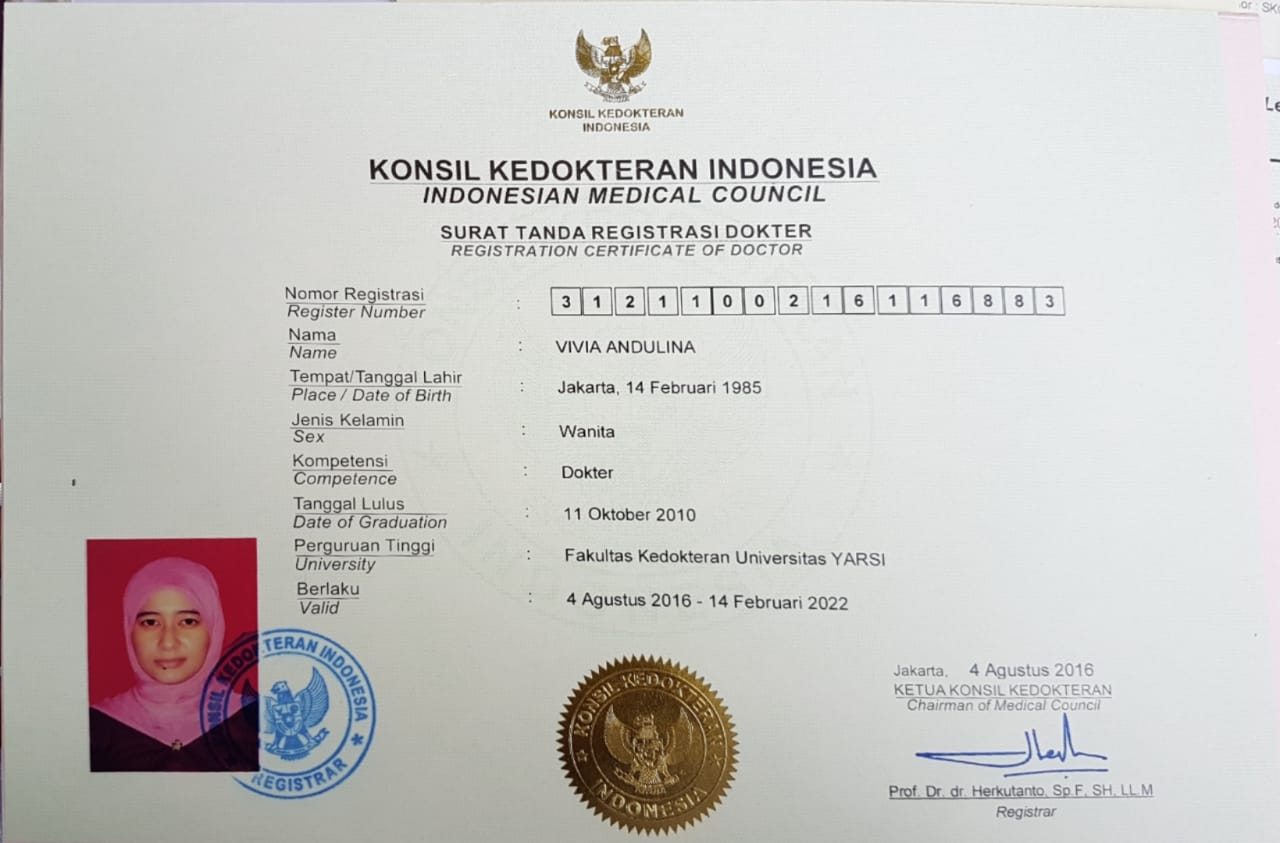 KONSIL KEDOKTERAN
INDONESIA
KONSIL KEDOKTERAN INDONESIA
INDONESIAN MEDICAL COUNCIL
SURAT TANDA REGISTRASI DOKTER
REGISTRATION CERTIFICATE OF DOCTOR
Nomor Registrasi : 3 1 2 1 1 0 0 2 1 6 1 1 6 8 8 3
Register Number
Nama : VIVIA ANDULINA
Name
Tempat/Tanggal Lahir : Jakarta, 14 Februari 1985
Place / Date of Birth
Jenis Kelamin : Wanita
Sex
Kompetensi : Dokter
Competence
Tanggal Lulus : 11 Oktober 2010
Date of Graduation
Perguruan Tinggi : Fakultas Kedokteran Universitas YARSI
University
Berlaku : 4 Agustus 2016 - 14 Februari 2022
Valid
KONSIL KEDOKTERAN INDONESIA
REGISTRAR
KONSIL KEDOKTERAN
INDONESIA
Jakarta, 4 Agustus 2016
KETUA KONSIL KEDOKTERAN
Chairman of Medical Council
Prof. Dr. dr. Herkutanto, Sp.F, SH, LL.M
Registrar